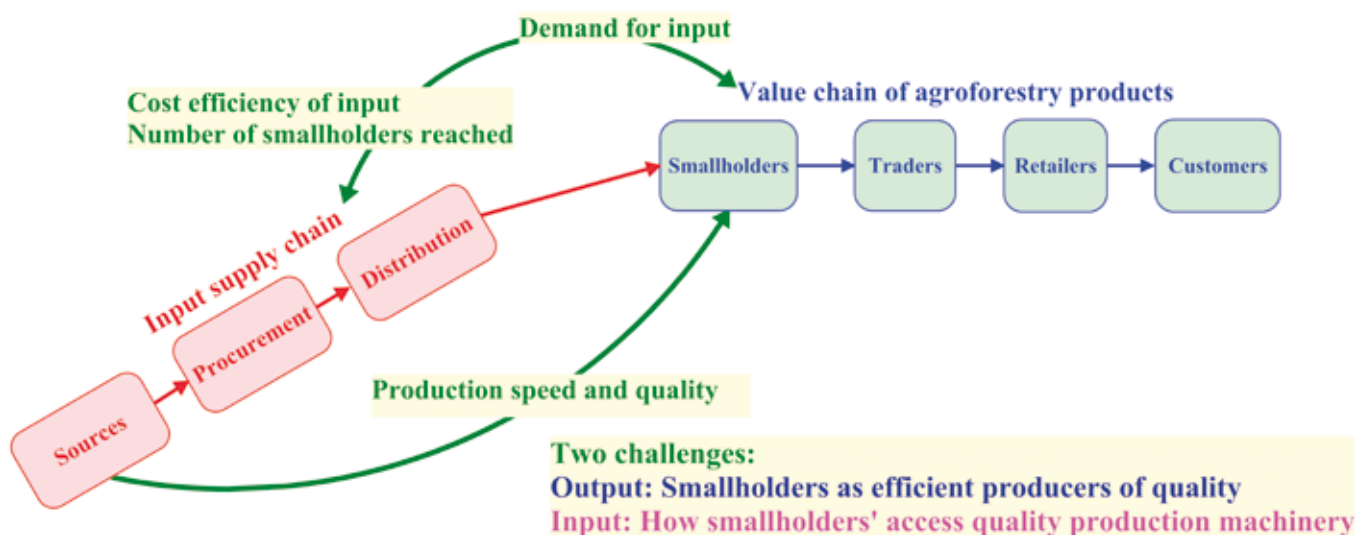 Demand for input
Cost efficiency of input
Number of smallholders reached
Value chain of agroforestry products
Smallholders
Traders
Retailers
Customers
Input supply chain
Distribution
Procurement
Sources
Production speed and quality
Two challenges:
Output: Smallholders as efficient producers of quality
Input: How smallholders' access quality production machinery